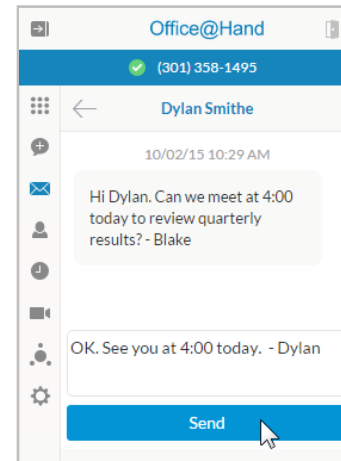 Office@Hand
(301) 358-1495
Dylan Smithe
10/02/15 10:29 AM
Hi Dylan. Can we meet at 4:00
today to review quarterly
results? - Blake
OK. See you at 4:00 today.  - Dylan
Send